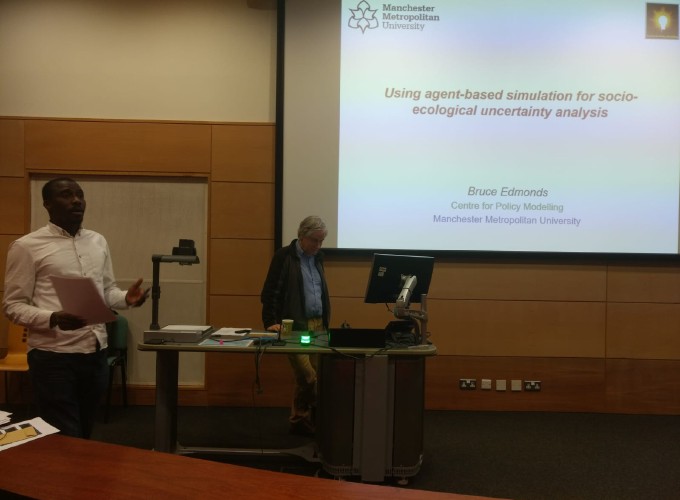 Manchester
Metropolitan
University
Using agent-based simulation for socio-
ecological uncertainty analysis
Bruce Edmonds
Centre for Policy Modelling
Manchester Metropolitan University